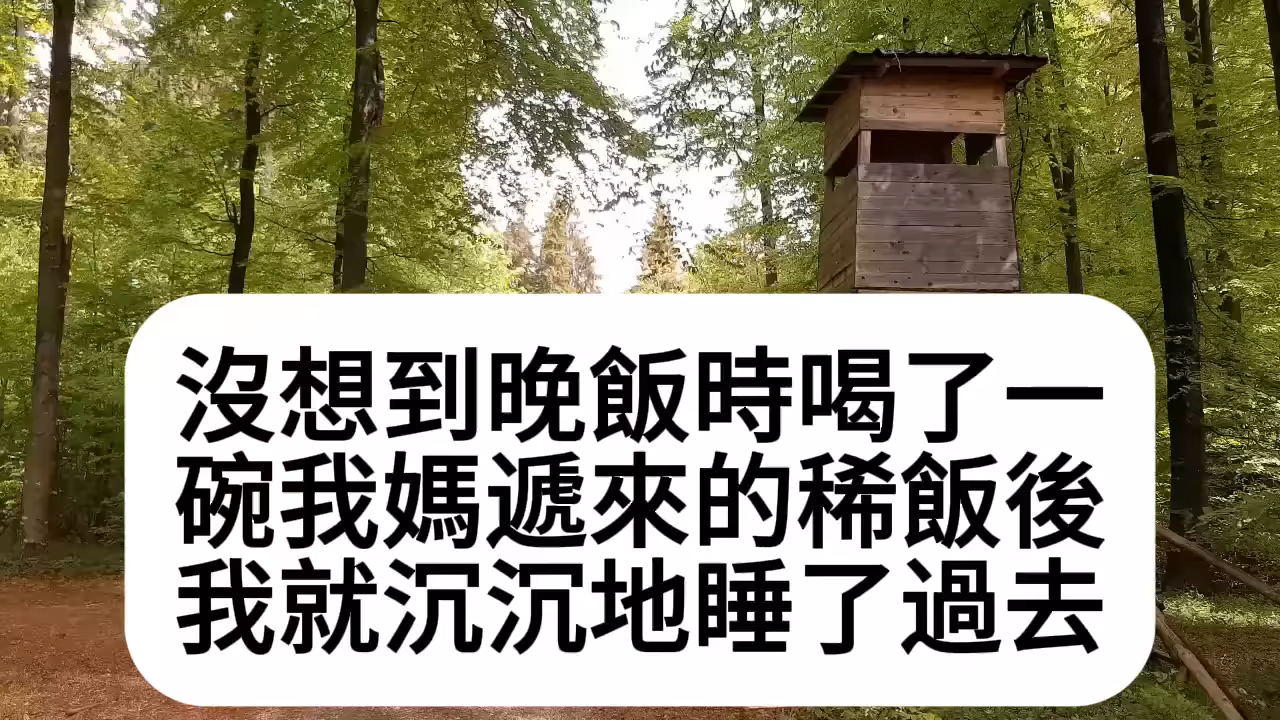 沒想到晚飯時喝了一
碗我媽遞來的稀飯後
我就沉沉地睡了過去